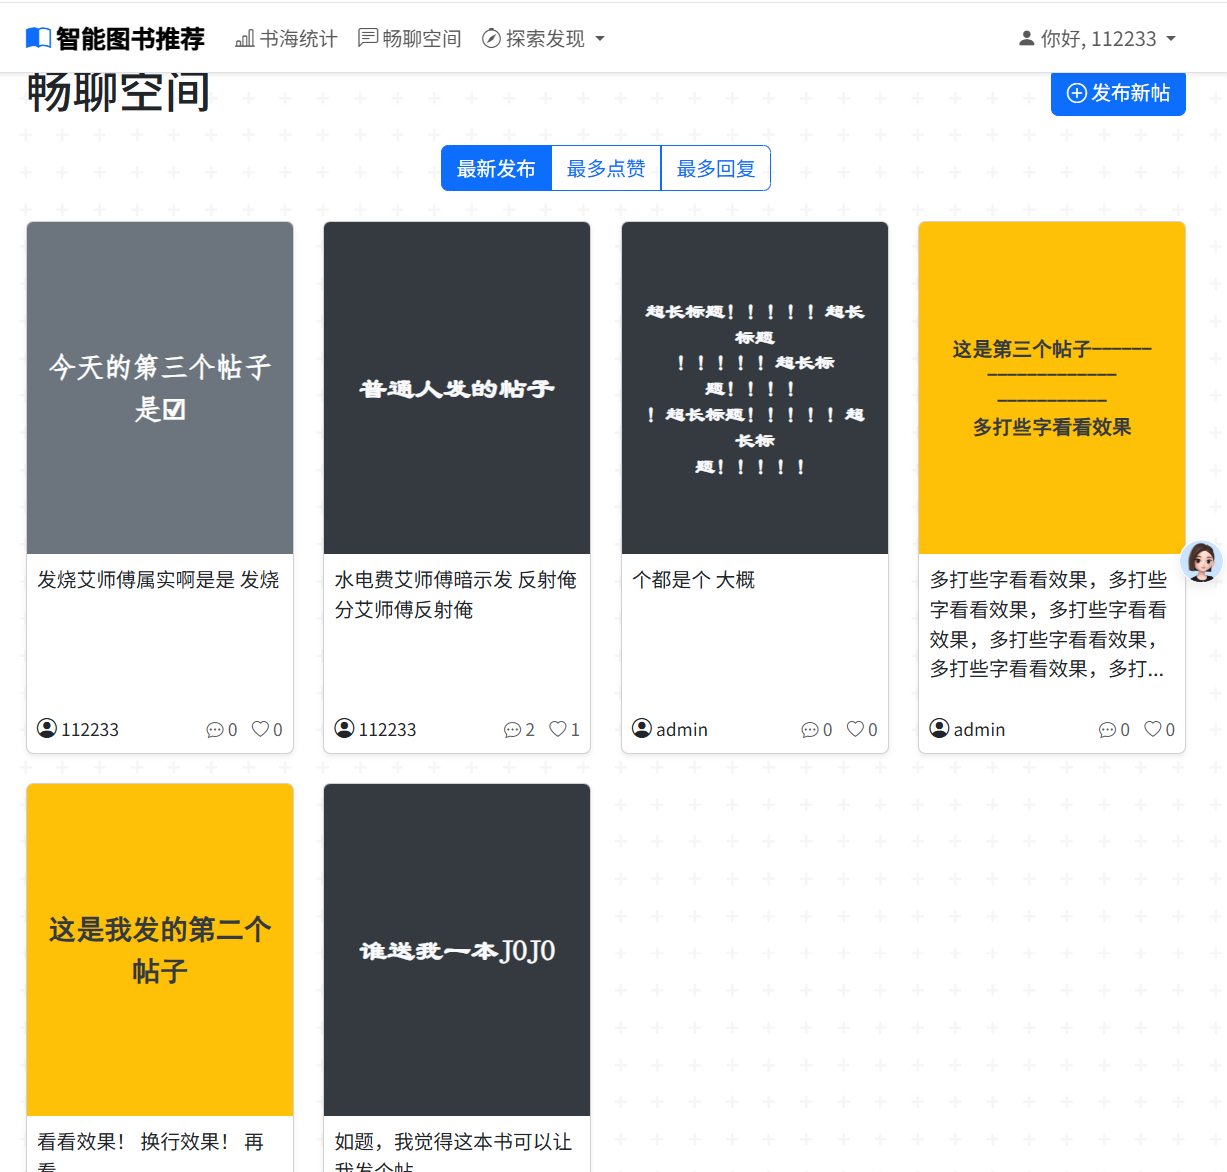 智能图书推荐 书海统计 畅聊空间 探索发现 你好, 112233
畅聊空间
发布新帖
最新发布 最多点赞 最多回复
今天的第三个帖子
是☑
发烧艾师傅属实啊是是 发烧
112233 0 0
普通人发的帖子
水电费艾师傅暗示发 反射俺
分艾师傅反射俺
112233 2 1
超长标题！！！！！超长
标题
！！！！！超长标
题！！！！
！超长标题！！！！！超
长标
题！！！！！
个都是个 大概
admin 0 0
这是第三个帖子------
-------------
-----------
多打些字看看效果
多打些字看看效果，多打些
字看看效果，多打些字看看
效果，多打些字看看效果，
多打些字看看效果，多打...
admin 0 0
这是我发的第二个
帖子
看看效果！ 换行效果！ 再
看
谁送我一本JOJO
如题，我觉得这本书可以让
我发个帖